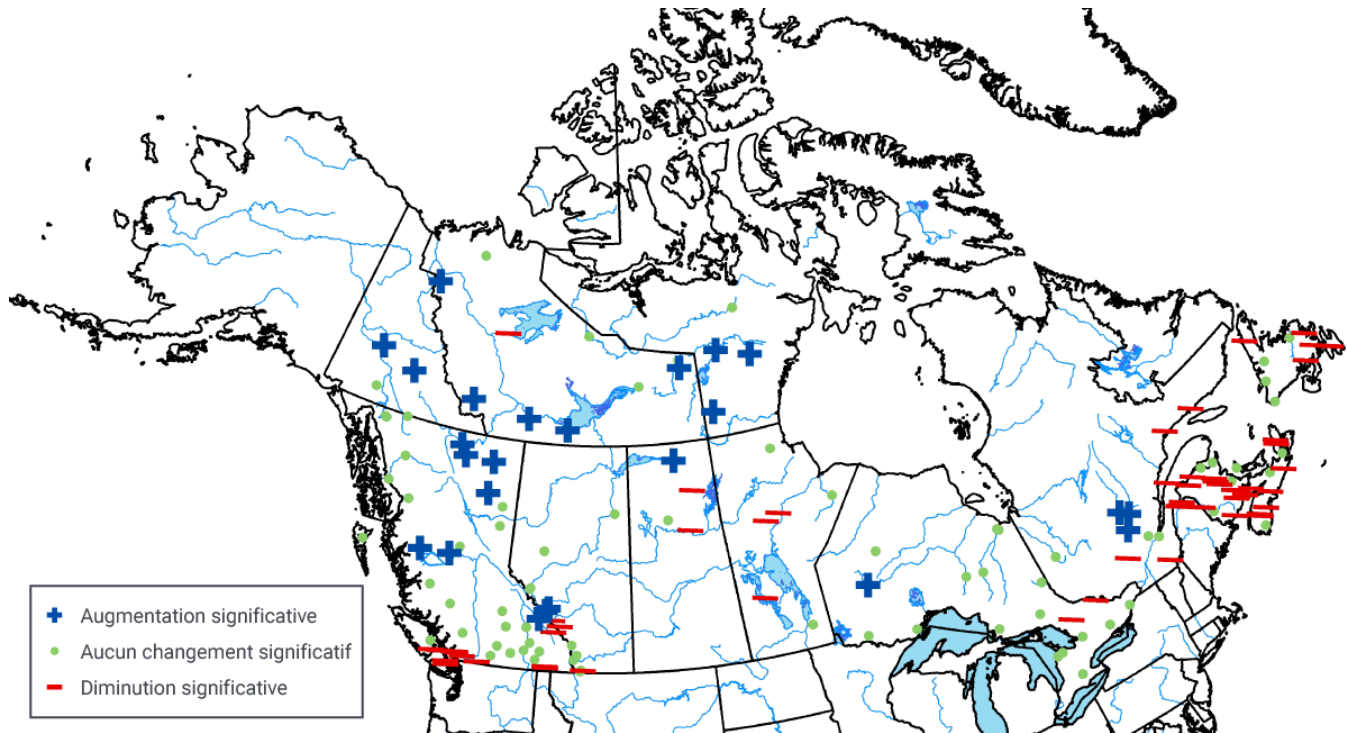 Augmentation significative
Aucun changement significatif
Diminution significative